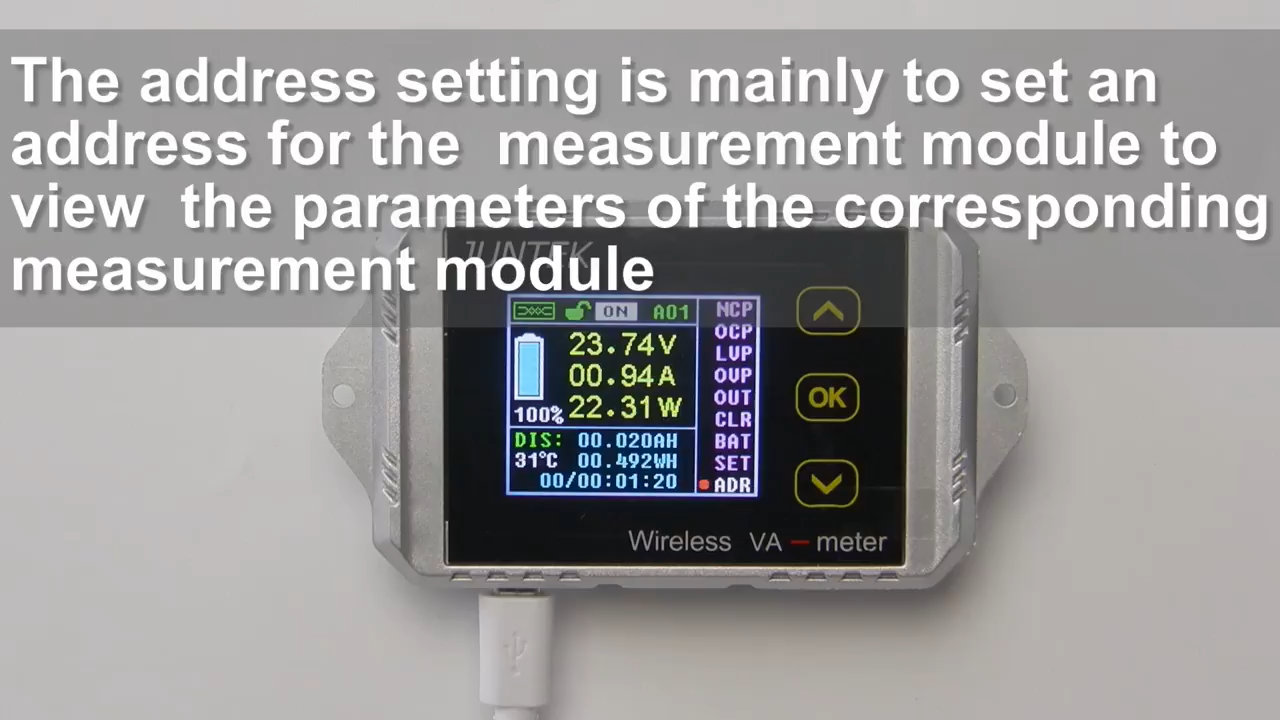 The address setting is mainly to set an
address for the measurement module to
view the parameters of the corresponding
measurement module
JUNTEK
ON A01 NCP
OCP
23.74V LVP
00.94A OVP
OUT
100% 22.31W CLR
DIS: 00.020AH BAT
31℃ 00.492WH SET
00/00:01:20 ADR
OK
Wireless VA – meter